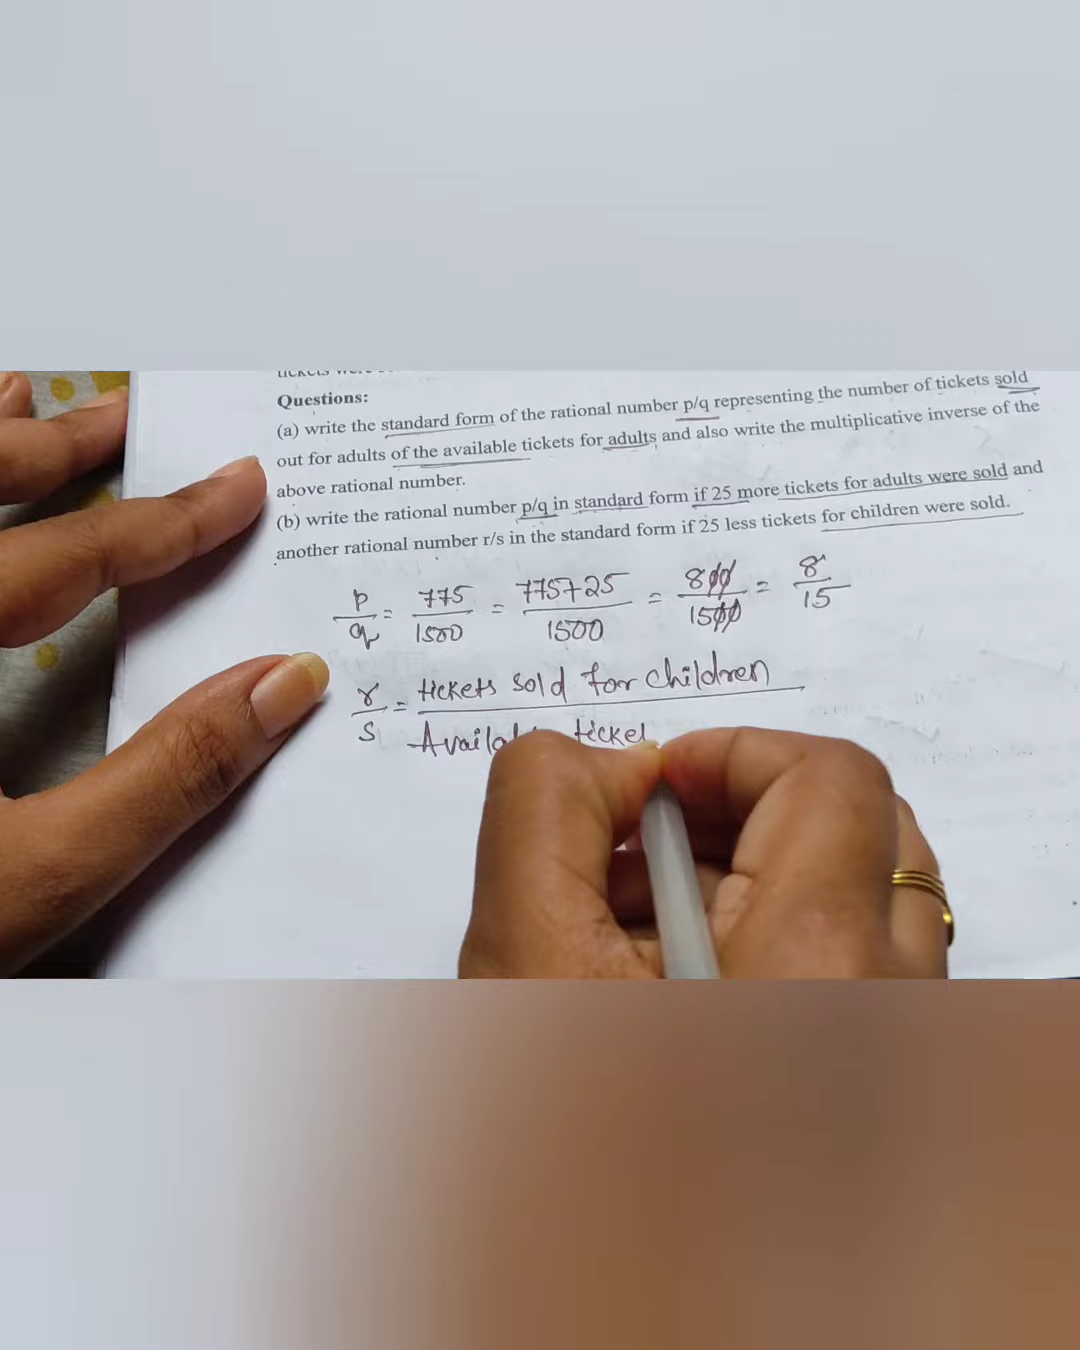 Questions:
(a) write the standard form of the rational number p/q representing the number of tickets sold
out for adults of the available tickets for adults and also write the multiplicative inverse of the
above rational number.
(b) write the rational number p/q in standard form if 25 more tickets for adults were sold and
another rational number r/s in the standard form if 25 less tickets for children were sold.
p/q = 775/1500 = 775+25/1500 = 800/1500 = 8/15
r/s = tickets sold for children
ticket